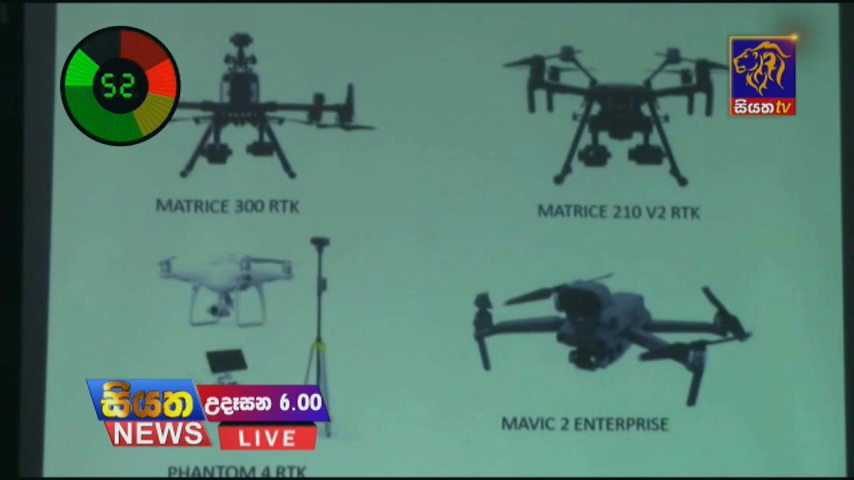 52
සියත tv
MATRICE 300 RTK
MATRICE 210 V2 RTK
සියත
උදෑසන 6.00
NEWS
LIVE
MAVIC 2 ENTERPRISE
PHANTOM 4 RTK